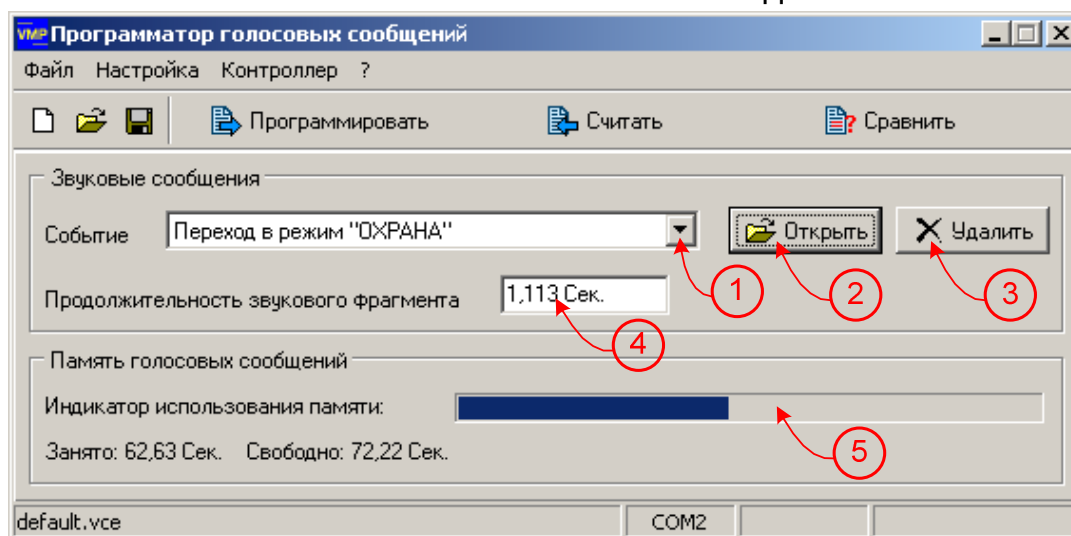 VMP Программатор голосовых сообщений
Файл Настройка Контроллер ?
Программировать Считать Сравнить
Звуковые сообщения
Событие Переход в режим "ОХРАНА" Открыть Удалить
1 2 3
Продолжительность звукового фрагмента 1,113 Сек.
4
Память голосовых сообщений
Индикатор использования памяти:
5
Занято: 62,63 Сек. Свободно: 72,22 Сек.
default.vce COM2